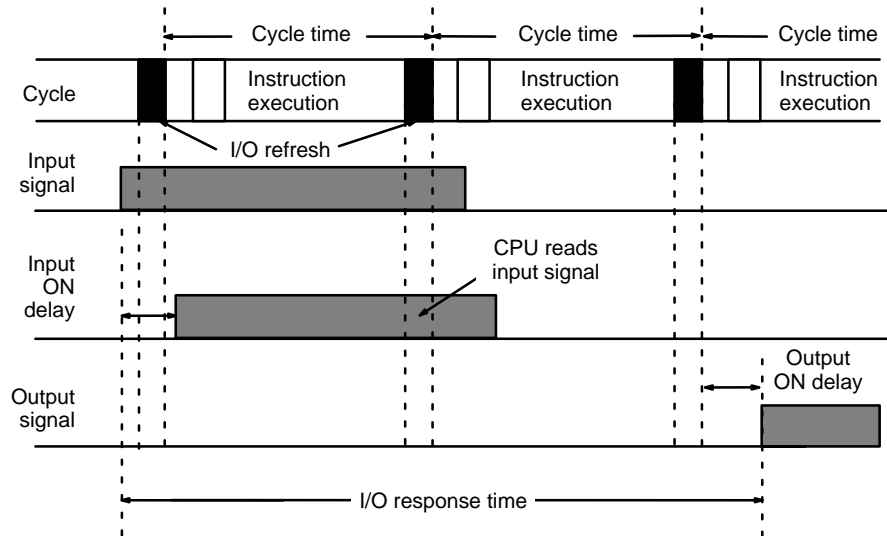 Cycle time
Cycle time
Cycle time
Cycle
Instruction
execution
Instruction
execution
Instruction
execution
I/O refresh
Input
signal
Input
ON
delay
CPU reads
input signal
Output
signal
Output
ON delay
I/O response time